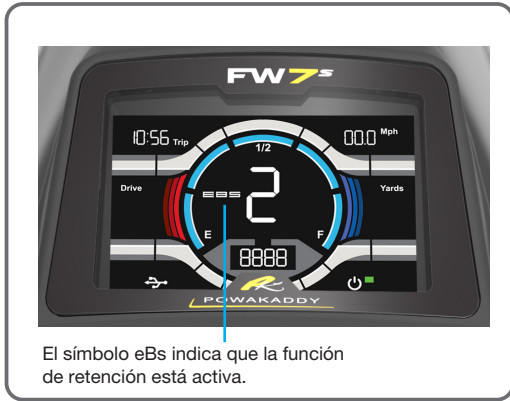 FW7s
10:56 Trip
00.0 Mph
1/2
Drive
EBS
2
Yards
E
F
8888
POWAKADDY
El símbolo eBs indica que la función
de retención está activa.